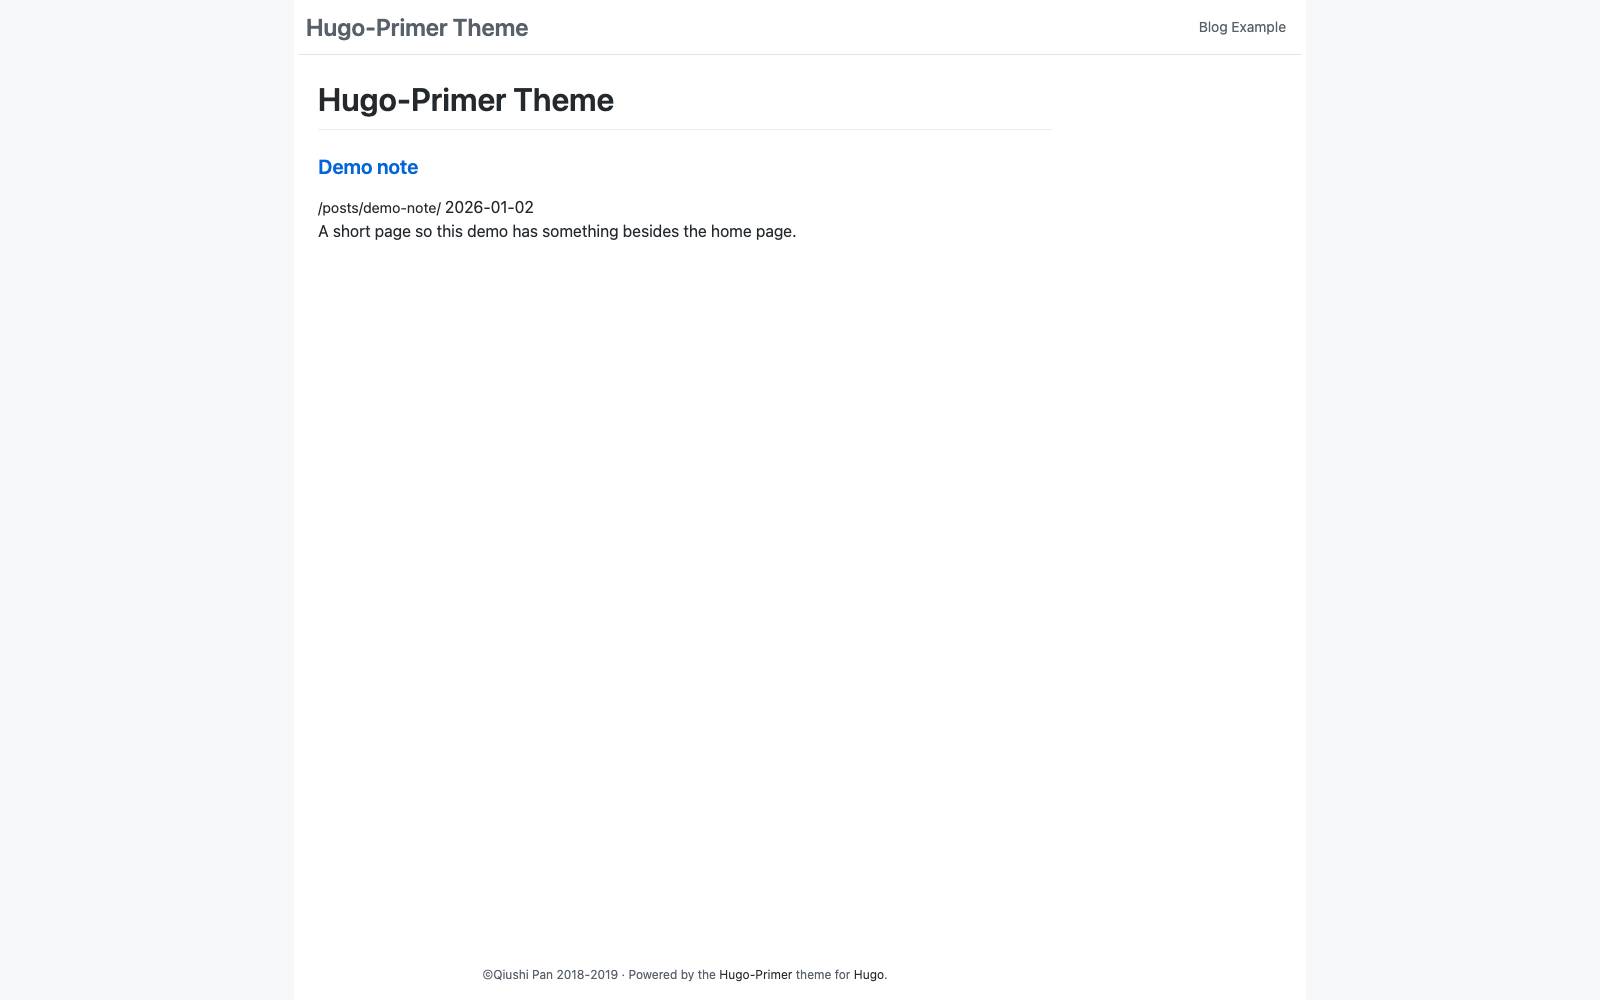 Hugo-Primer Theme
Blog Example
Hugo-Primer Theme
Demo note
/posts/demo-note/ 2026-01-02
A short page so this demo has something besides the home page.
©Qiushi Pan 2018-2019 · Powered by the Hugo-Primer theme for Hugo.